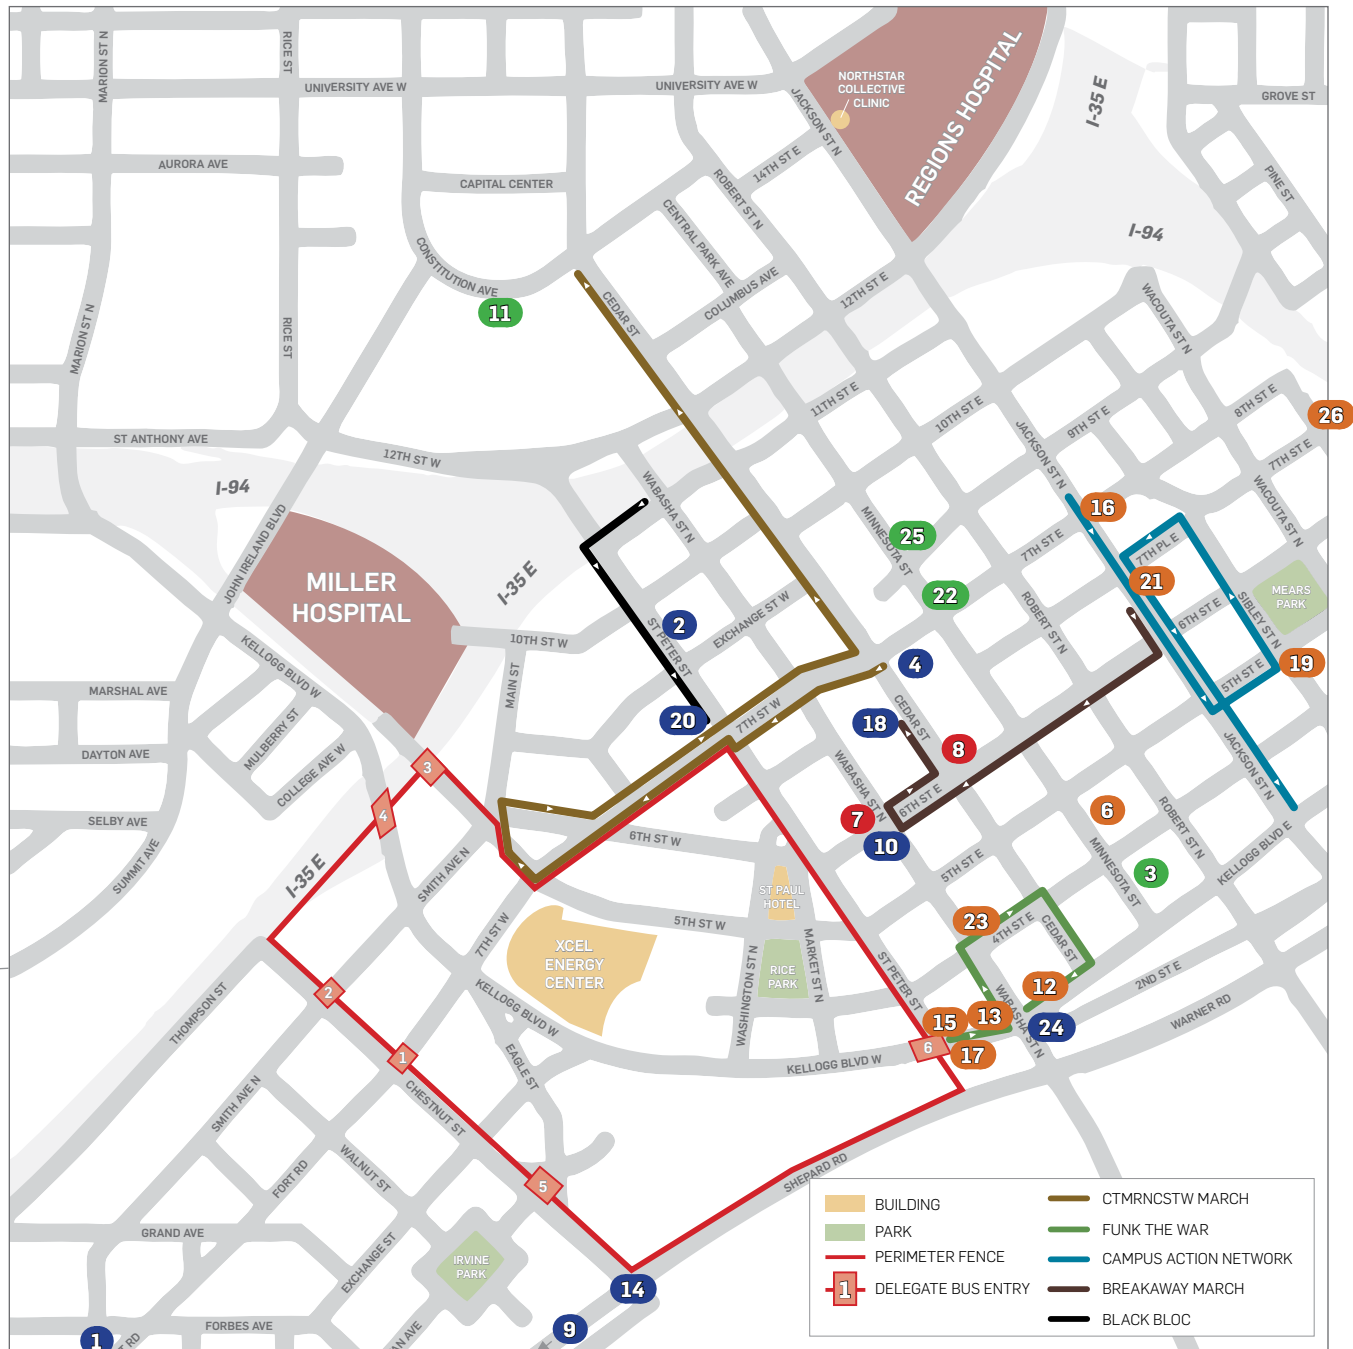 MARION ST N
RICE ST
UNIVERSITY AVE W
UNIVERSITY AVE W
NORTHSTAR
COLLECTIVE
CLINIC
REGIONS HOSPITAL
JACKSON ST N
I-35 E
GROVE ST
AURORA AVE
CAPITAL CENTER
14TH ST E
ROBERT ST N
PINE ST
CENTRAL PARK AVE
I-94
CONSTITUTION AVE
11
CEDAR ST
COLUMBUS AVE
12TH ST E
WACOUTA ST N
MARION ST N
RICE ST
11TH ST E
10TH ST E
9TH ST E
8TH ST E
26
7TH ST E
ST ANTHONY AVE
12TH ST W
JACKSON ST N
I-94
WABASHA ST N
WACOUTA ST N
16
JOHN IRELAND BLVD
MINNESOTA ST
25
7TH ST E
7TH PL E
21
MILLER
HOSPITAL
I-35 E
22
ROBERT ST N
6TH ST E
SIBLEY ST N
MEARS
PARK
EXCHANGE ST W
2
ST PETER ST
10TH ST W
KELLOGG BLVD W
MAIN ST
4
5TH ST E
19
MARSHAL AVE
MULBERRY ST
20
7TH ST W
18
CEDAR ST
8
DAYTON AVE
COLLEGE AVE W
3
WABASHA ST N
JACKSON ST N
4
SELBY AVE
SUMMIT AVE
7
6TH ST E
10
6
ROBERT ST N
KELLOGG BLVD E
I-35 E
SMITH AVE N
6TH ST W
5TH ST E
MINNESOTA ST
3
ST PAUL
HOTEL
7TH ST W
5TH ST W
23
4TH ST E
CEDAR ST
XCEL
ENERGY
CENTER
RICE
PARK
WASHINGTON ST N
MARKET ST N
ST PETER ST
2ND ST E
12
2
KELLOGG BLVD W
THOMPSON ST
15
13
WABASHA ST N
24
WARNER RD
1
EAGLE ST
6
17
KELLOGG BLVD W
SMITH AVE N
CHESTNUT ST
WALNUT ST
FORT RD
5
SHEPARD RD
GRAND AVE
EXCHANGE ST
IRVINE
PARK
14
9
FORBES AVE
1
RD
AN AVE
BUILDING
PARK
PERIMETER FENCE
1
DELEGATE BUS ENTRY
CTMRNCSTW MARCH
FUNK THE WAR
CAMPUS ACTION NETWORK
BREAKAWAY MARCH
BLACK BLOC